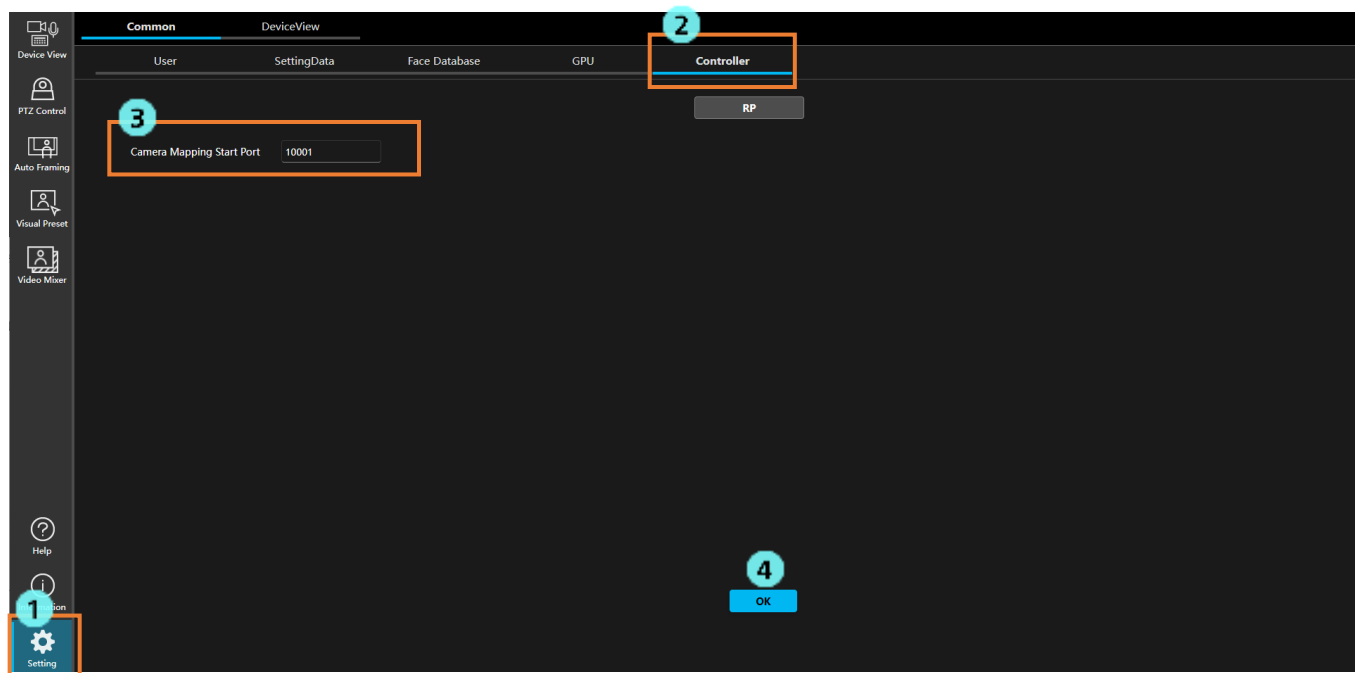 Common DeviceView
User SettingData Face Database GPU Controller
RP
Camera Mapping Start Port 10001
Device View
PTZ Control
Auto Framing
Visual Preset
Video Mixer
Help
ion
Setting
OK
1
2
3
4